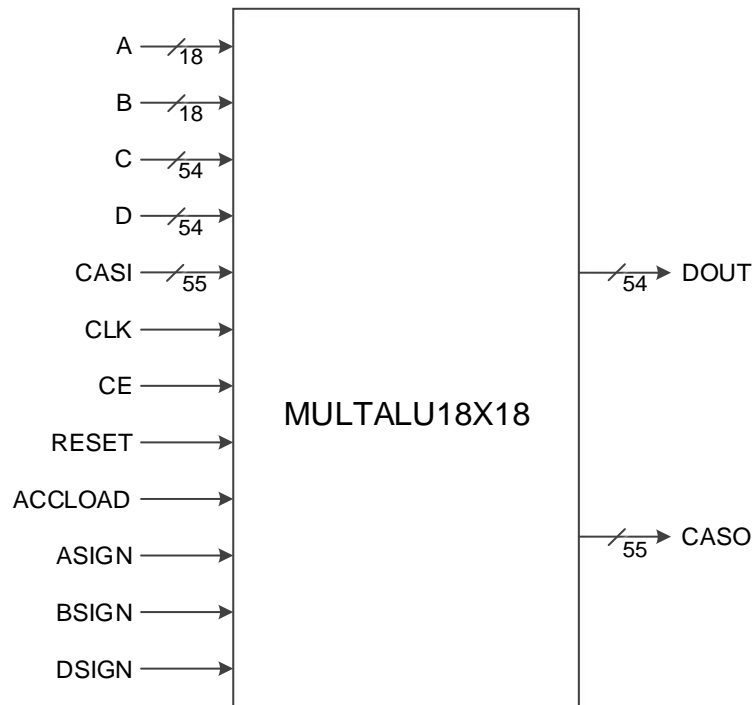 A
18
B
18
C
54
D
54
CASI
55
CLK
CE
RESET
ACCLOAD
ASIGN
BSIGN
DSIGN
MULTALU18X18
54
DOUT
55
CASO